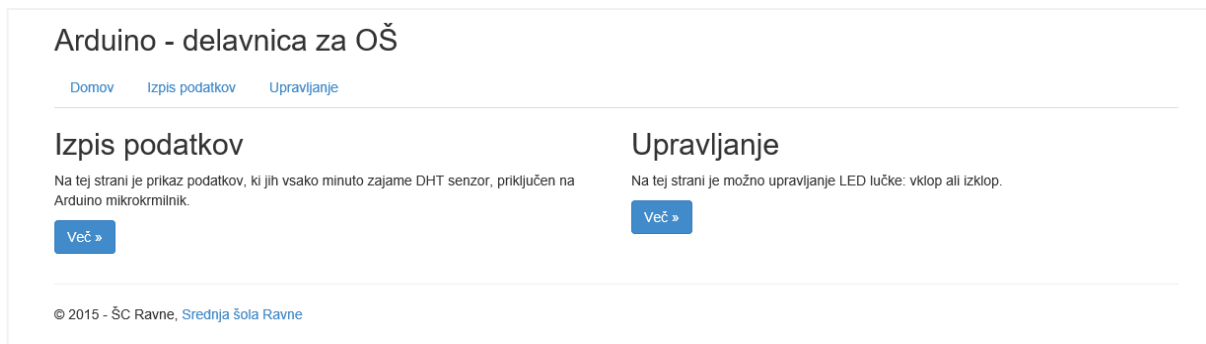 Arduino - delavnica za OŠ
Domov Izpis podatkov Upravljanje
Izpis podatkov
Na tej strani je prikaz podatkov, ki jih vsako minuto zajame DHT senzor, priključen na
Arduino mikrokrmilnik.
Več »
Upravljanje
Na tej strani je možno upravljanje LED lučke: vklop ali izklop.
Več »
© 2015 - ŠC Ravne, Srednja šola Ravne